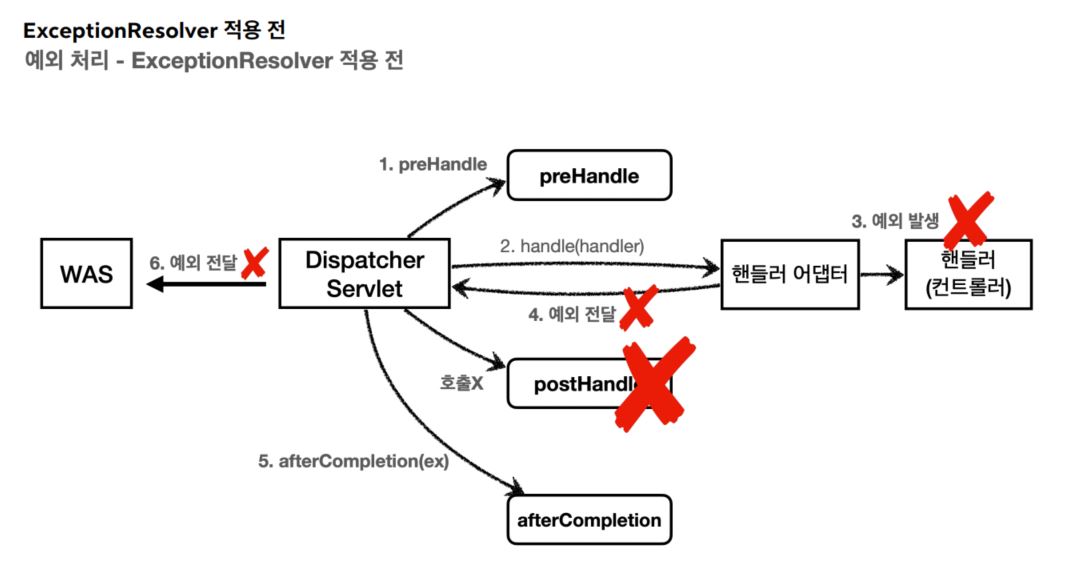 ExceptionResolver 적용 전
예외 처리 - ExceptionResolver 적용 전
1. preHandle
preHandle
3. 예외 발생
WAS
6. 예외 전달
Dispatcher
Servlet
2. handle(handler)
4. 예외 전달
핸들러 어댑터
핸들러
(컨트롤러)
호출X
postHandl
5. afterCompletion(ex)
afterCompletion